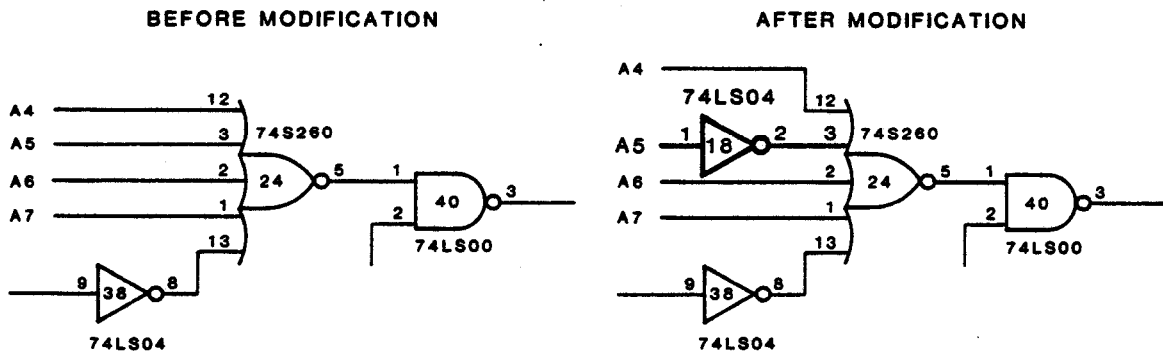 BEFORE MODIFICATION
A4
12
74S260
A5
3
A6
2
24
5
1
40
3
A7
1
2
74LS00
13
9
38
8
74LS04
AFTER MODIFICATION
A4
74LS04
12
74S260
A5
1
18
2
3
A6
2
24
5
1
40
3
A7
1
2
74LS00
13
9
38
8
74LS04